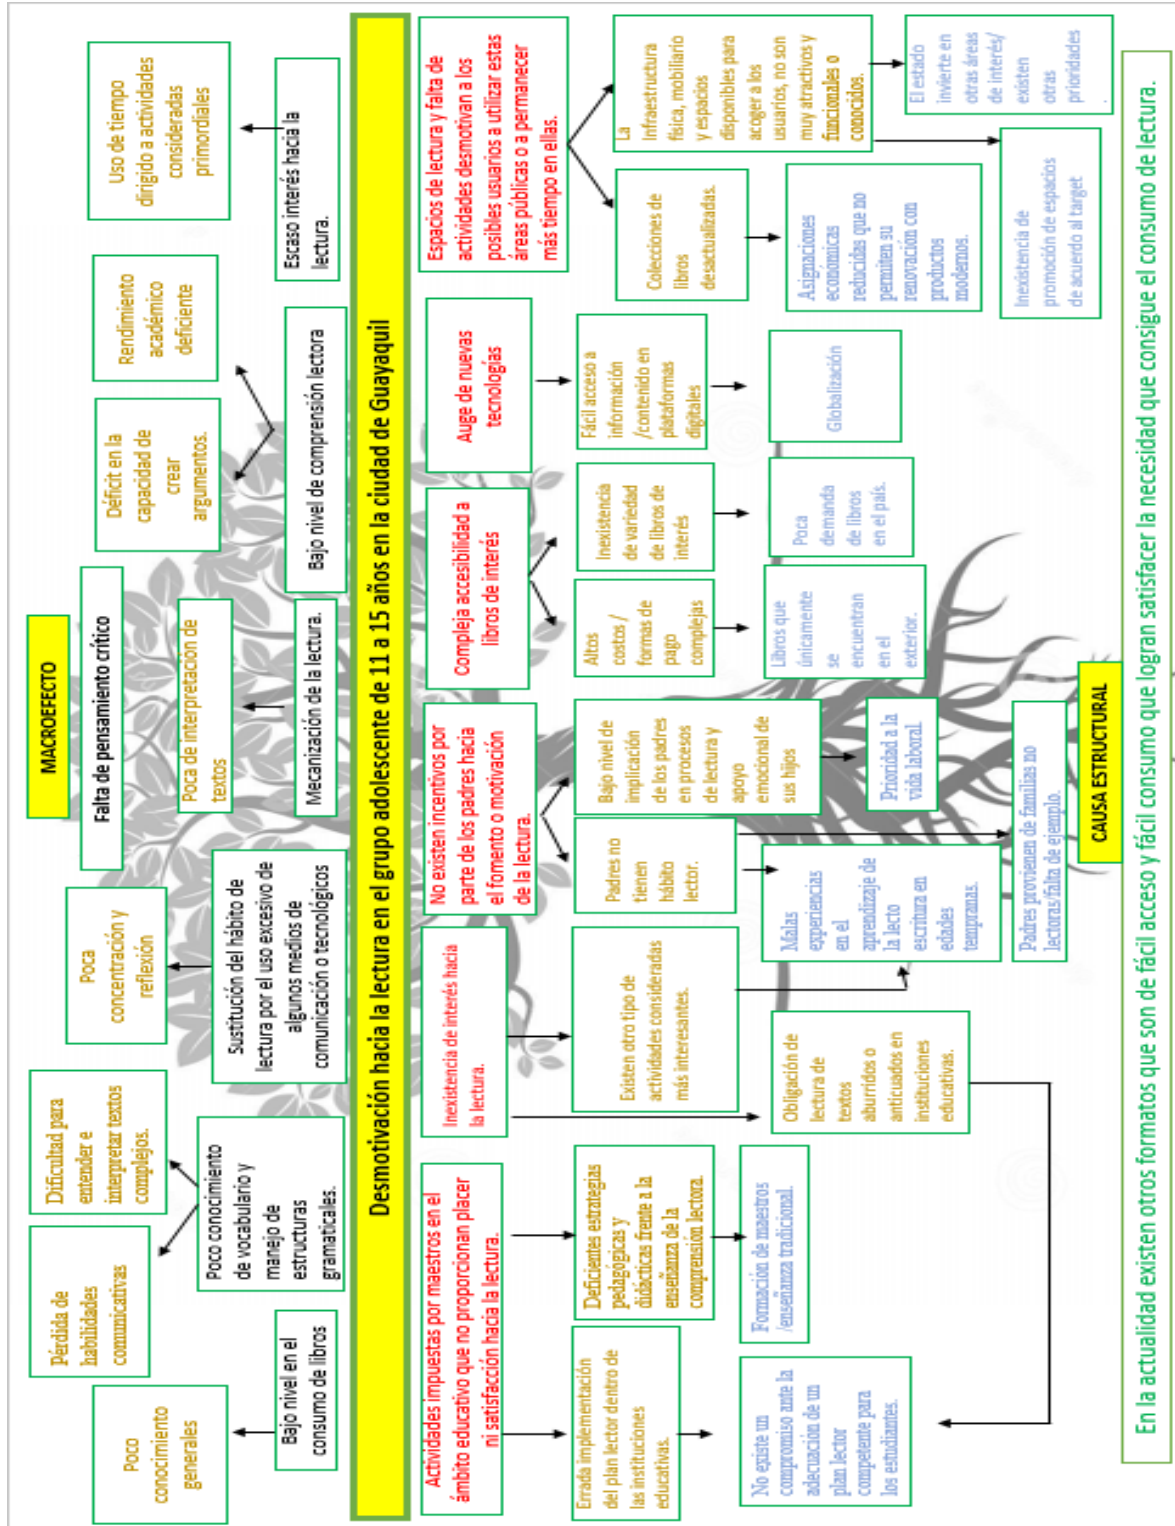 MACROEFECTO
Falta de pensamiento crítico
Poco
conocimiento
generales
Pérdida de
habilidades
comunicativas
Dificultad para
entender e
interpretar textos
complejos.
Poca
concentración y
reflexión
Poca de interpretación de
textos
Déficit en la
capacidad de
crear
argumentos.
Rendimiento
académico
deficiente
Uso de tiempo
dirigido a actividades
consideradas
primordiales
Bajo nivel en el
consumo de libros
Poco conocimiento
de vocabulario y
manejo de
estructuras
gramaticales.
Sustitución del hábito de
lectura por el uso excesivo de
algunos medios de
comunicación o tecnológicos
Mecanización de la lectura.
Bajo nivel de comprensión lectora
Escaso interés hacia la
lectura.
Desmotivación hacia la lectura en el grupo adolescente de 11 a 15 años en la ciudad de Guayaquil
Actividades impuestas por maestros en el
ámbito educativo que no proporcionan placer
ni satisfacción hacia la lectura.
Inexistencia de interés hacia
la lectura.
No existen incentivos por
parte de los padres hacia
el fomento o motivación
de la lectura.
Compleja accesibilidad a
libros de interés
Auge de nuevas
tecnologías
Espacios de lectura y falta de
actividades desmotivan a los
posibles usuarios a utilizar estas
áreas públicas o a permanecer
más tiempo en ellas.
Errada implementación
del plan lector dentro de
las instituciones
educativas.
Deficientes estrategias
pedagógicas y
didácticas frente a la
enseñanza de la
comprensión lectora.
Existen otro tipo de
actividades consideradas
más interesantes.
Padres no
tienen
hábito
lector.
Bajo nivel de
implicación
de los padres
en procesos
de lectura y
apoyo
emocional de
sus hijos
Altos
costos /
formas de
pago
complejas
Inexistencia
de variedad
de libros de
interés
Fácil acceso a
información
/contenido en
plataformas
digitales
Colecciones de
libros
desactualizadas.
La
infraestructura
física, mobiliario
y espacios
disponibles para
acoger a los
usuarios, no son
muy atractivos y
funcionales o
conocidos.
No existe un
compromiso ante la
adecuación de un
plan lector
competente para
los estudiantes.
Formación de maestros
/enseñanza tradicional.
Obligación de
lectura de
textos
aburridos o
anticuados en
instituciones
educativas.
Malas
experiencias
en el
aprendizaje de
la lecto
escritura en
edades
tempranas.
Prioridad a la
vida laboral
Libros que
únicamente
se
encuentran
en el
exterior.
Poca
demanda
de libros
en el país.
Globalización
Asignaciones
económicas
reducidas que no
permiten su
renovación con
productos
modernos.
El estado
invierte en
otras áreas
de interés/
existen
otras
prioridades
.
Padres provienen de familias no
lectoras/falta de ejemplo.
Inexistencia de
promoción de espacios
de acuerdo al target
CAUSA ESTRUCTURAL
En la actualidad existen otros formatos que son de fácil acceso y fácil consumo que logran satisfacer la necesidad que consigue el consumo de lectura.